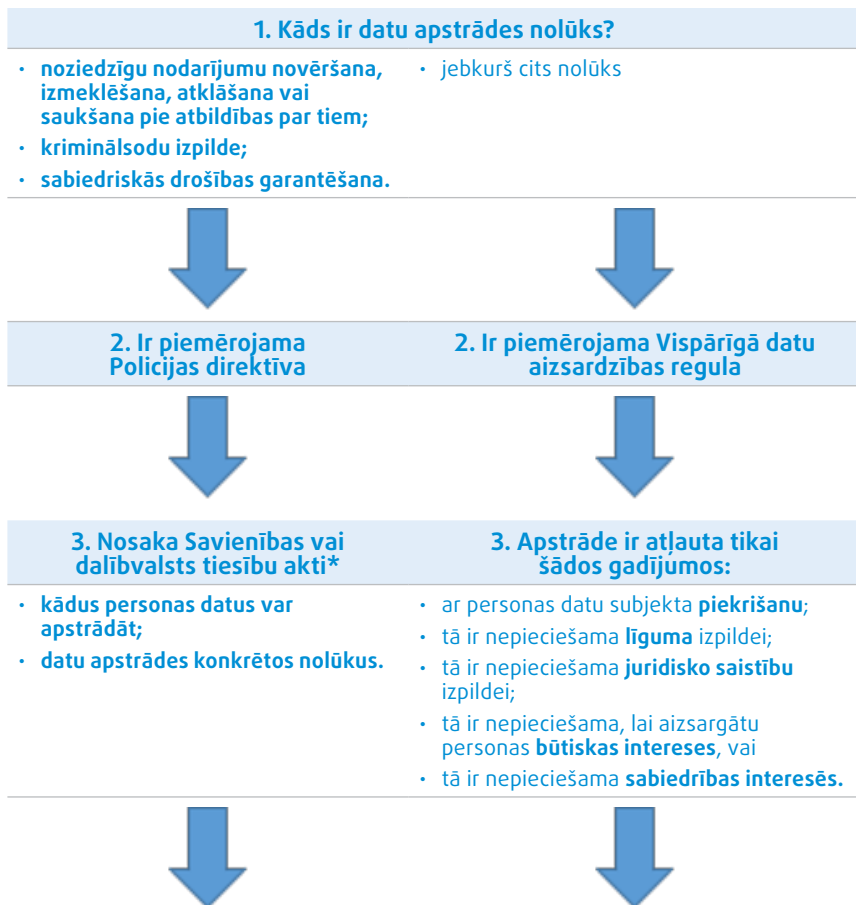 1. Kāds ir datu apstrādes nolūks?
• noziedzīgu nodarījumu novēršana,
izmeklēšana, atklāšana vai
saukšana pie atbildības par tiem;
• kriminālsodu izpilde;
• sabiedriskās drošības garantēšana.
• jebkurš cits nolūks
2. Ir piemērojama
Policijas direktīva
2. Ir piemērojama Vispārīgā datu
aizsardzības regula
3. Nosaka Savienības vai
dalībvalsts tiesību akti*
• kādus personas datus var
apstrādāt;
• datu apstrādes konkrētos nolūkus.
3. Apstrāde ir atļauta tikai
šādos gadījumos:
• ar personas datu subjekta piekrišanu;
• tā ir nepieciešama līguma izpildei;
• tā ir nepieciešama juridisko saistību
izpildei;
• tā ir nepieciešama, lai aizsargātu
personas būtiskas intereses, vai
• tā ir nepieciešama sabiedrības interesēs.